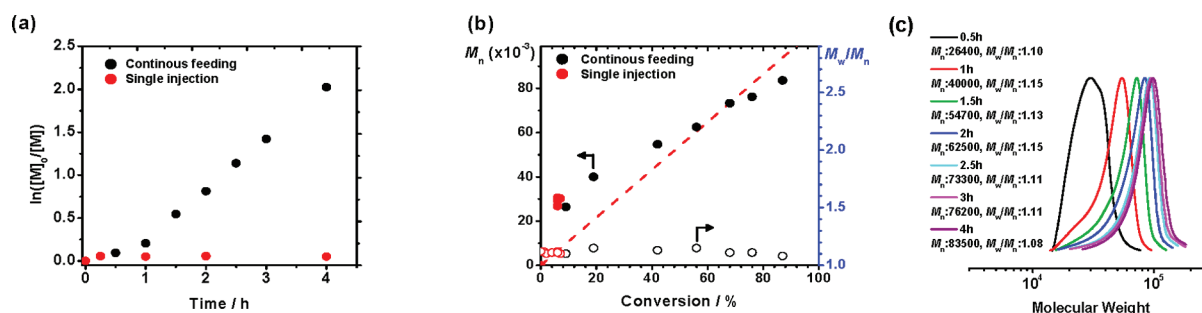 (a)
2.5
2.0
1.5
1.0
0.5
0.0
ln([M]0/[M])
Continous feeding
Single injection
0 1 2 3 4
Time / h
(b)
Mn (x10-3)
100
80
60
40
20
0
Continous feeding
Single injection
Mw/Mn
2.5
2.0
1.5
1.0
0 20 40 60 80 100
Conversion / %
(c)
0.5h
Mn:26400, Mw/Mn:1.10
1h
Mn:40000, Mw/Mn:1.15
1.5h
Mn:54700, Mw/Mn:1.13
2h
Mn:62500, Mw/Mn:1.15
2.5h
Mn:73300, Mw/Mn:1.11
3h
Mn:76200, Mw/Mn:1.11
4h
Mn:83500, Mw/Mn:1.08
10^4 10^5
Molecular Weight